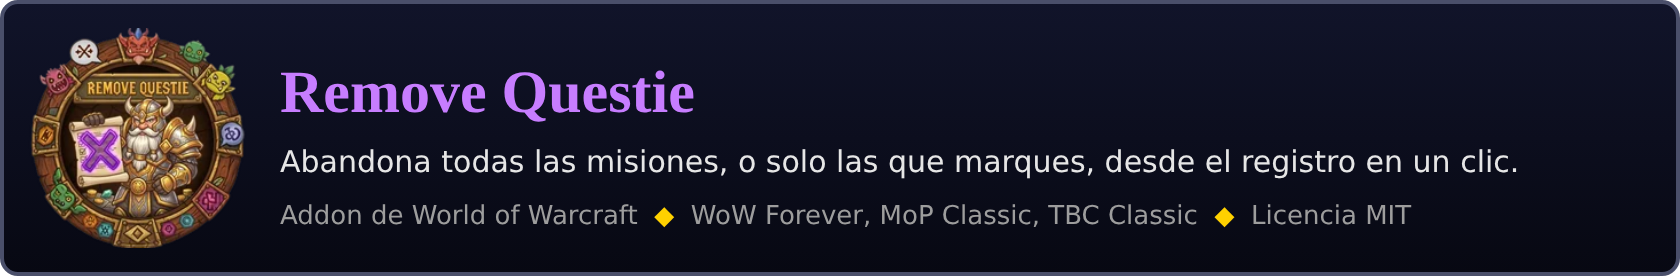 REMOVE QUESTIE
Remove Questie
Abandona todas las misiones, o solo las que marques, desde el registro en un clic.
Addon de World of Warcraft ◆ WoW Forever, MoP Classic, TBC Classic ◆ Licencia MIT